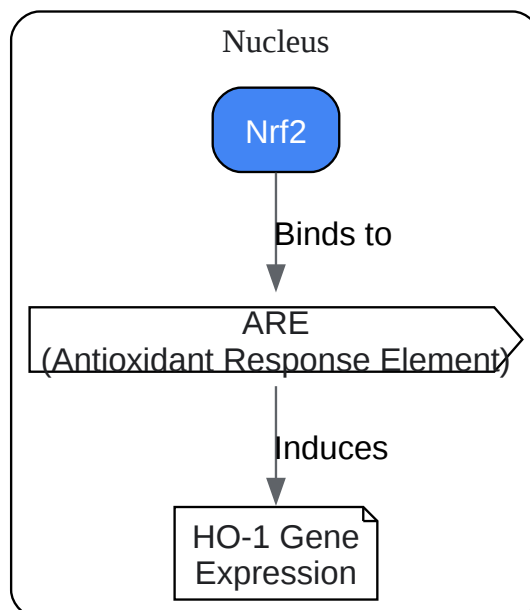 Nucleus
Nrf2
Binds to
ARE
(Antioxidant Response Element)
Induces
HO-1 Gene
Expression